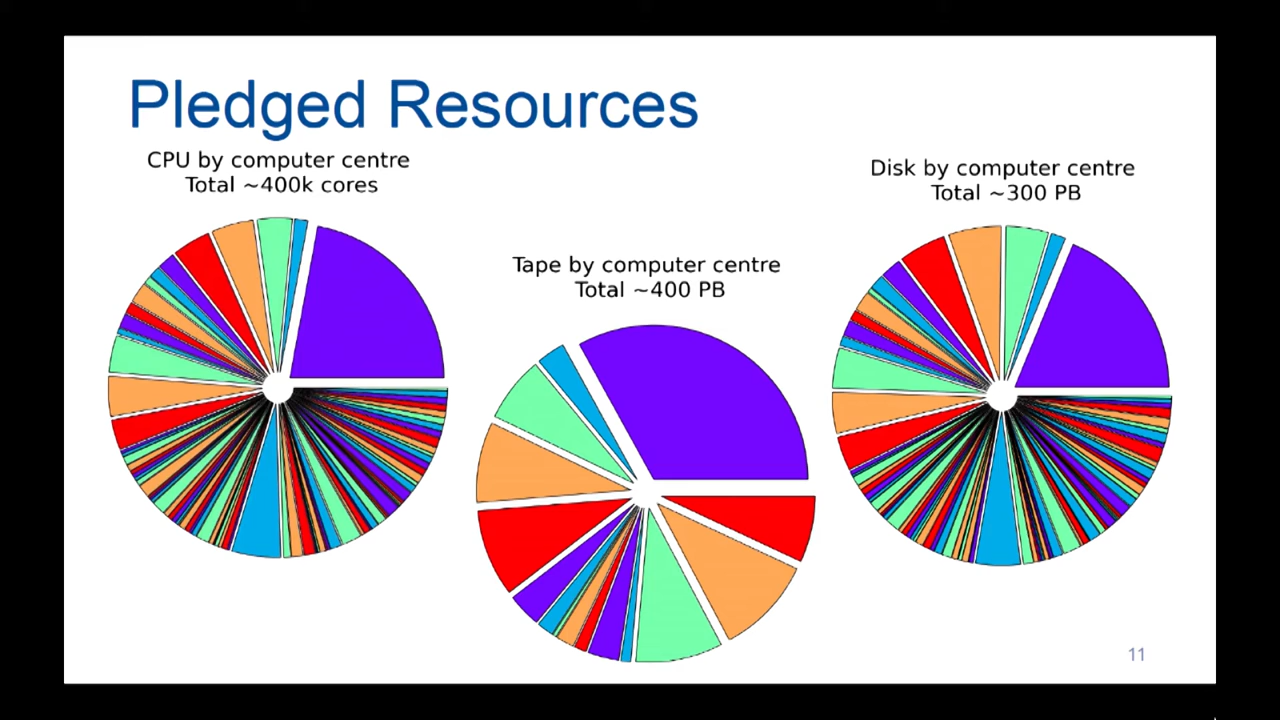 Pledged Resources
CPU by computer centre
Total ~400k cores
Disk by computer centre
Total ~300 PB
Tape by computer centre
Total ~400 PB
11